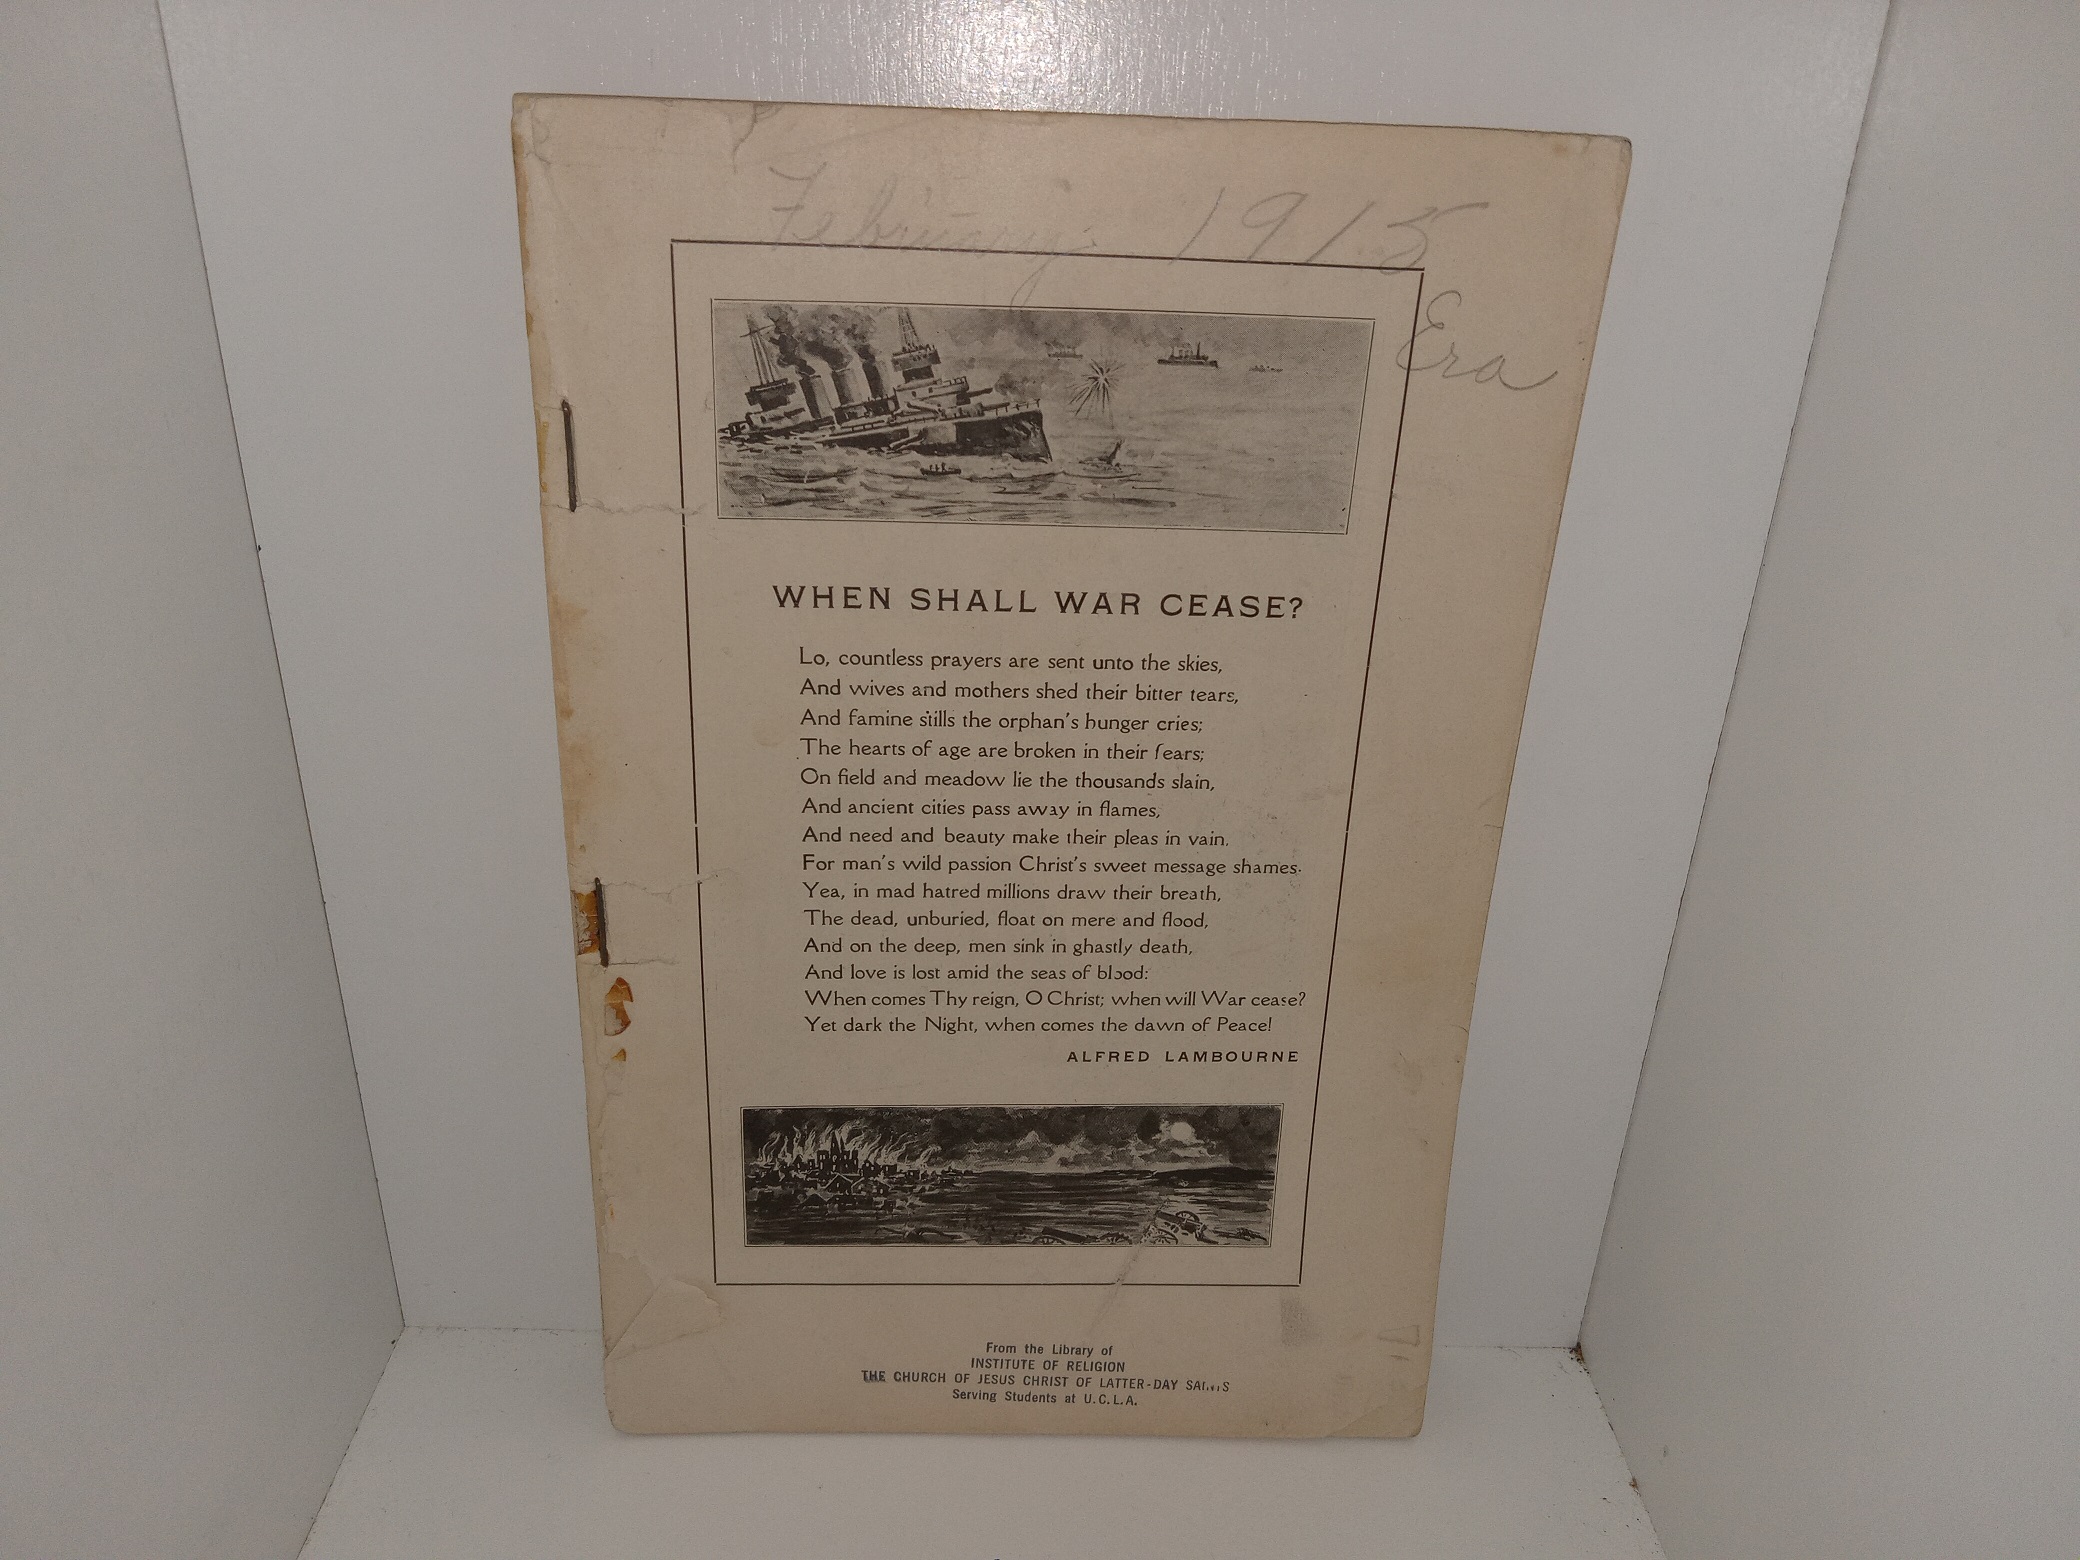 February 1915
Era
WHEN SHALL WAR CEASE?
Lo, countless prayers are sent unto the skies,
And wives and mothers shed their bitter tears,
And famine stills the orphan's hunger cries;
The hearts of age are broken in their fears;
On field and meadow lie the thousands slain,
And ancient cities pass away in flames,
And need and beauty make their pleas in vain.
For man's wild passion Christ's sweet message shames.
Yea, in mad hatred millions draw their breath,
The dead, unburied, float on mere and flood,
And on the deep, men sink in ghastly death,
And love is lost amid the seas of blood:
When comes Thy reign, O Christ; when will War cease?
Yet dark the Night, when comes the dawn of Peace!
ALFRED LAMBOURNE
From the Library of
INSTITUTE OF RELIGION
THE CHURCH OF JESUS CHRIST OF LATTER-DAY SAINTS
Serving Students at U.C.L.A.